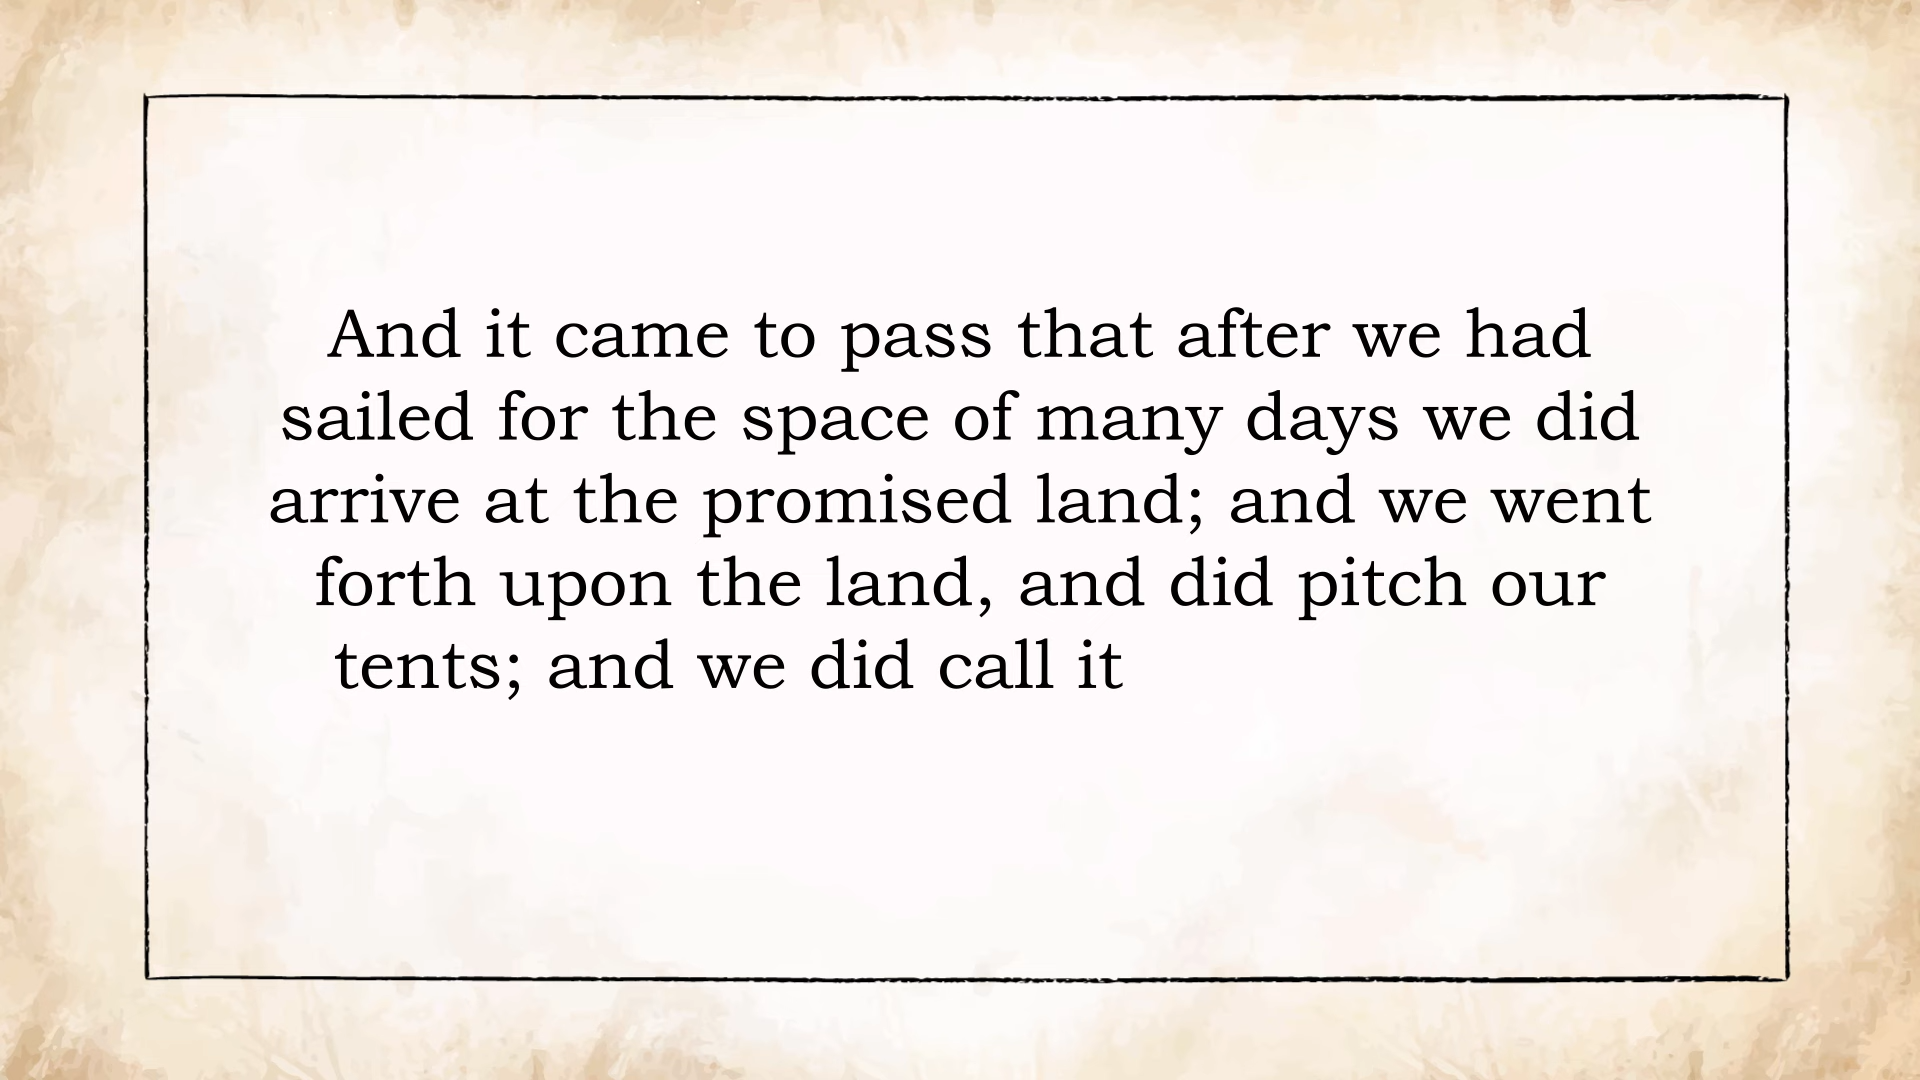 And it came to pass that after we had
sailed for the space of many days we did
arrive at the promised land; and we went
forth upon the land, and did pitch our
tents; and we did call it